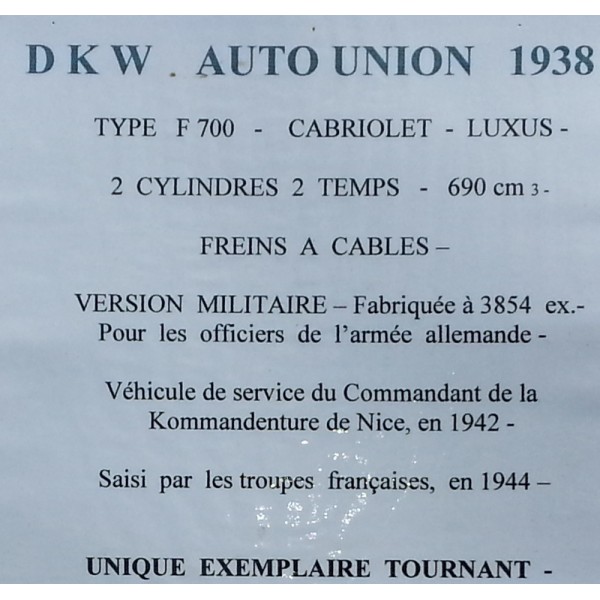 D K W AUTO UNION 1938
TYPE F 700 - CABRIOLET - LUXUS -
2 CYLINDRES 2 TEMPS - 690 cm 3 -
FREINS A CABLES –
VERSION MILITAIRE – Fabriquée à 3854 ex.-
Pour les officiers de l'armée allemande -
Véhicule de service du Commandant de la
Kommandenture de Nice, en 1942 -
Saisi par les troupes françaises, en 1944 –
UNIQUE EXEMPLAIRE TOURNANT -